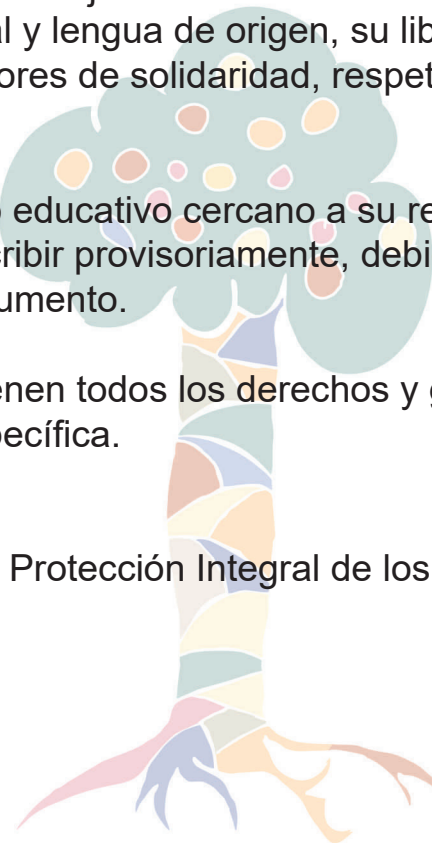 al y lengua de origen, su lib
ores de solidaridad, respet
educativo cercano a su re
cribir provisoriamente, debi
umento.
enen todos los derechos y
pecífica.
Protección Integral de los